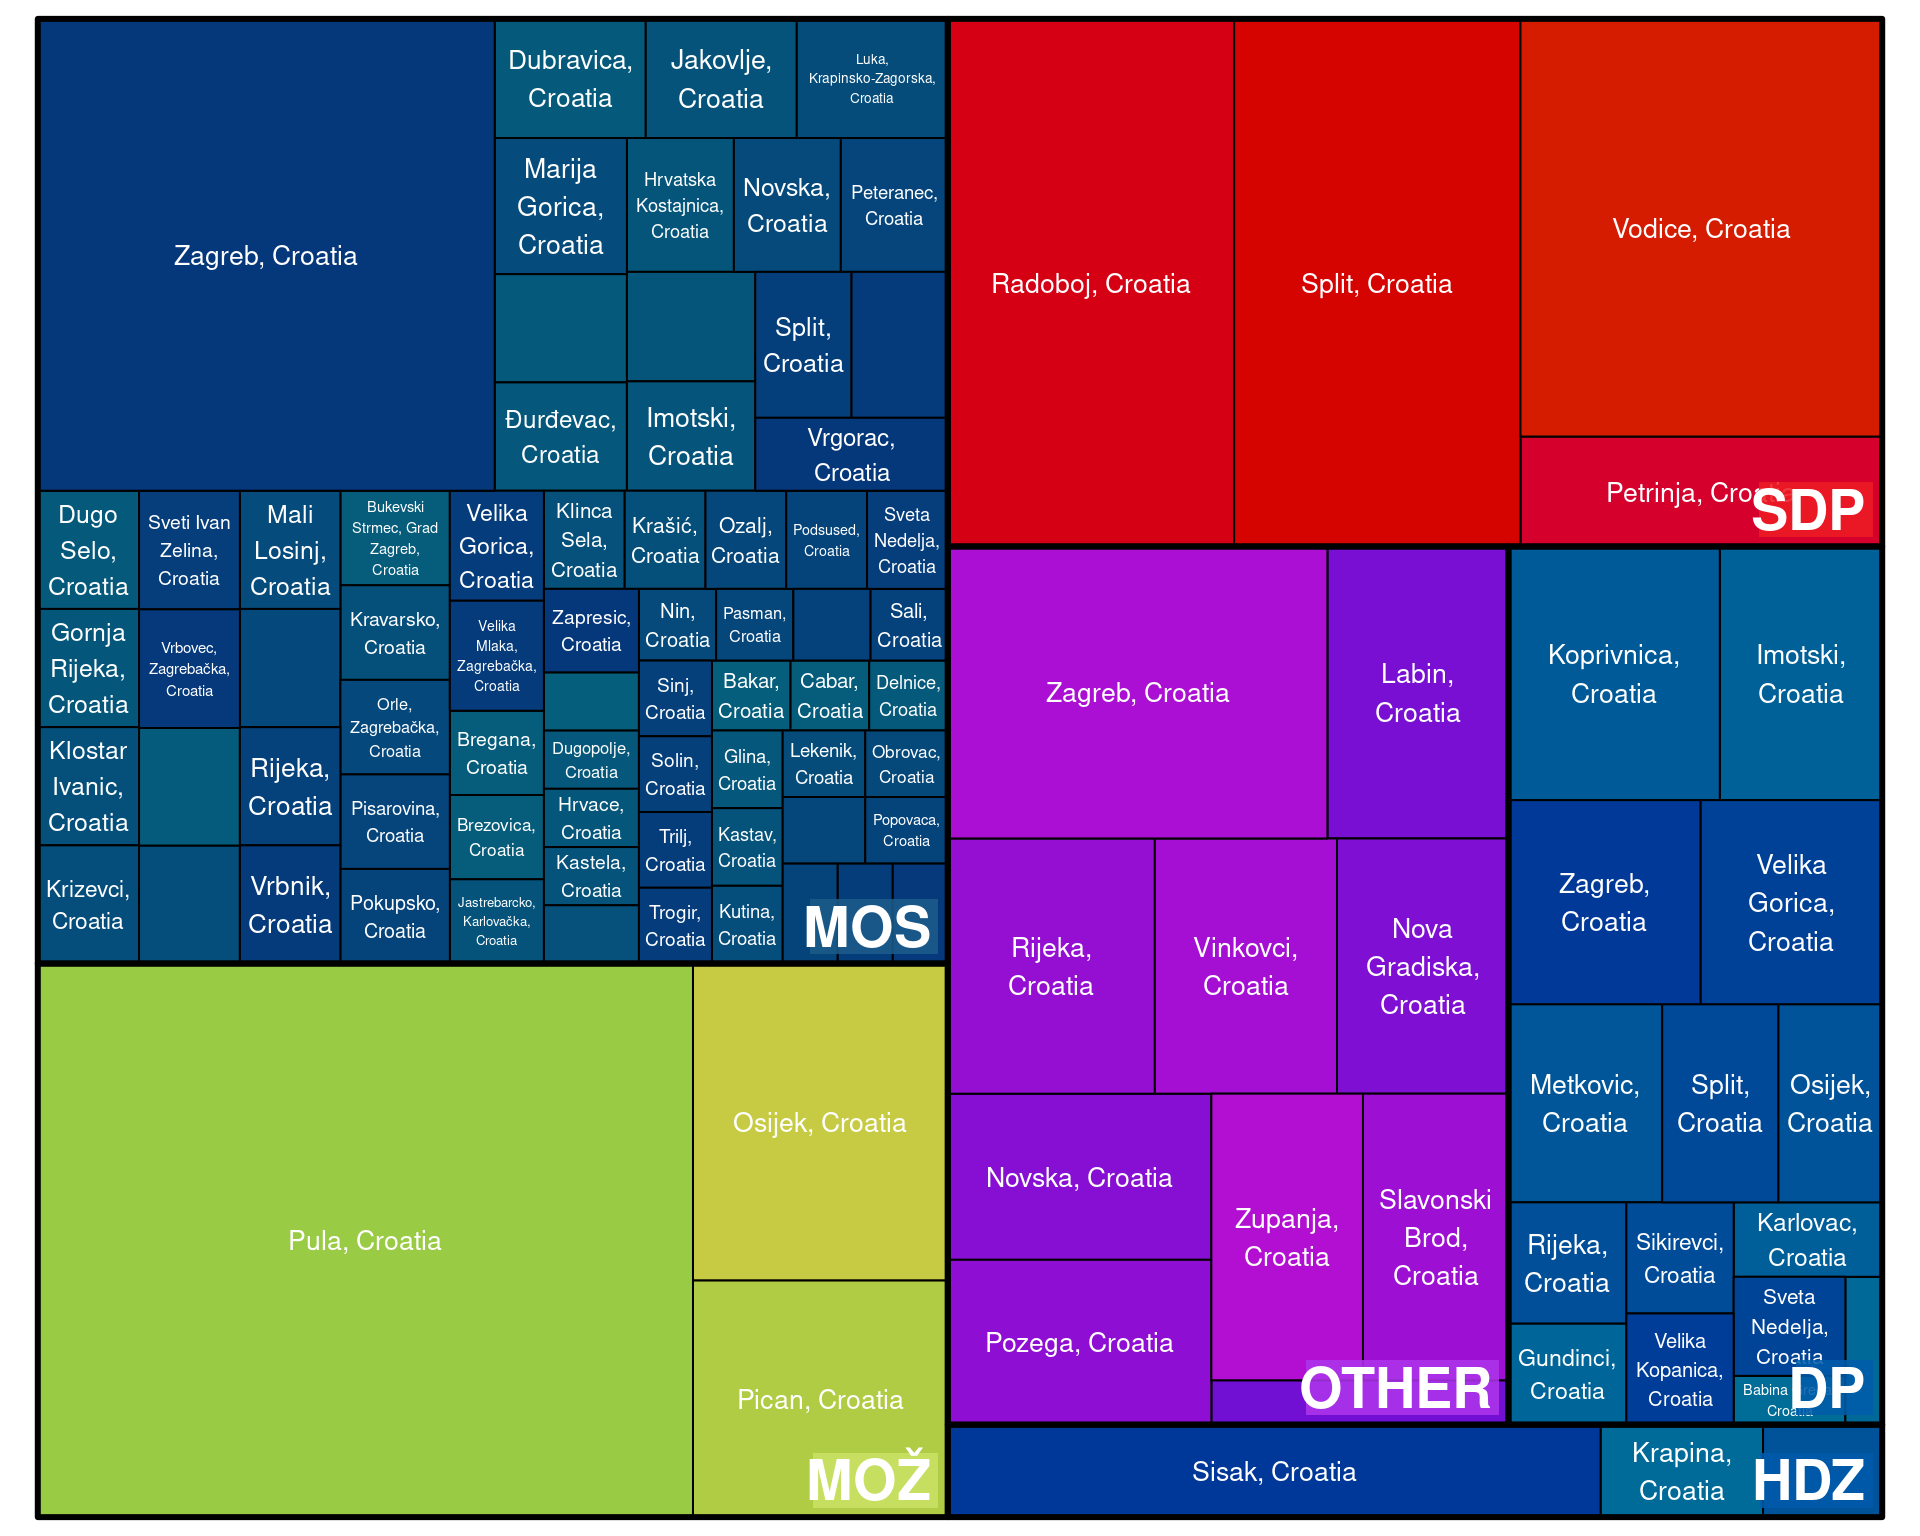 Zagreb, Croatia
Dubravica,
Croatia
Jakovlje,
Croatia
Luka,
Krapinsko-Zagorska,
Croatia
Marija
Gorica,
Croatia
Hrvatska
Kostajnica,
Croatia
Novska,
Croatia
Peteranec,
Croatia
Split,
Croatia
Đurđevac,
Croatia
Imotski,
Croatia
Vrgorac,
Croatia
Dugo
Selo,
Croatia
Sveti Ivan
Zelina,
Croatia
Mali
Losinj,
Croatia
Bukevski
Strmec, Grad
Zagreb,
Croatia
Velika
Gorica,
Croatia
Klinca
Sela,
Croatia
Krašić,
Croatia
Ozalj,
Croatia
Podsused,
Croatia
Sveta
Nedelja,
Croatia
Gornja
Rijeka,
Croatia
Vrbovec,
Zagrebačka,
Croatia
Kravarsko,
Croatia
Velika
Mlaka,
Zagrebačka,
Croatia
Zapresic,
Croatia
Nin,
Croatia
Pasman,
Croatia
Sali,
Croatia
Orle,
Zagrebačka,
Croatia
Sinj,
Croatia
Bakar,
Croatia
Cabar,
Croatia
Delnice,
Croatia
Klostar
Ivanic,
Croatia
Rijeka,
Croatia
Pisarovina,
Croatia
Bregana,
Croatia
Dugopolje,
Croatia
Solin,
Croatia
Glina,
Croatia
Lekenik,
Croatia
Obrovac,
Croatia
Brezovica,
Croatia
Hrvace,
Croatia
Trilj,
Croatia
Kastav,
Croatia
Popovaca,
Croatia
Krizevci,
Croatia
Vrbnik,
Croatia
Pokupsko,
Croatia
Jastrebarcko,
Karlovačka,
Croatia
Kastela,
Croatia
Trogir,
Croatia
Kutina,
Croatia
MOS
Pula, Croatia
Osijek, Croatia
Pican, Croatia
MOŽ
Radoboj, Croatia
Split, Croatia
Vodice, Croatia
Petrinja, Croatia
SDP
Zagreb, Croatia
Labin,
Croatia
Rijeka,
Croatia
Vinkovci,
Croatia
Nova
Gradiska,
Croatia
Novska, Croatia
Zupanja,
Croatia
Slavonski
Brod,
Croatia
Pozega, Croatia
OTHER
Koprivnica,
Croatia
Imotski,
Croatia
Zagreb,
Croatia
Velika
Gorica,
Croatia
Metkovic,
Croatia
Split,
Croatia
Osijek,
Croatia
Rijeka,
Croatia
Sikirevci,
Croatia
Karlovac,
Croatia
Gundinci,
Croatia
Velika
Kopanica,
Croatia
Sveta
Nedelja,
Croatia
Babina
Croatia
DP
Sisak, Croatia
Krapina,
Croatia
HDZ